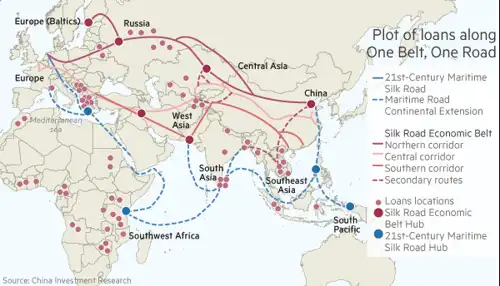 Europe (Baltics)
Russia
Plot of loans along
One Belt, One Road
Central Asia
Europe
China
21st-Century Maritime
Silk Road
Maritime Road
Continental Extension
Mediterranean
sea
West
Asia
Silk Road Economic Belt
Northern corridor
Central corridor
Southern corridor
Secondary routes
South
Asia
Southeast
Asia
Loans locations
Silk Road Economic
Belt Hub
21st-Century Maritime
Silk Road Hub
South
Pacific
Southwest Africa
Source: China Investment Research